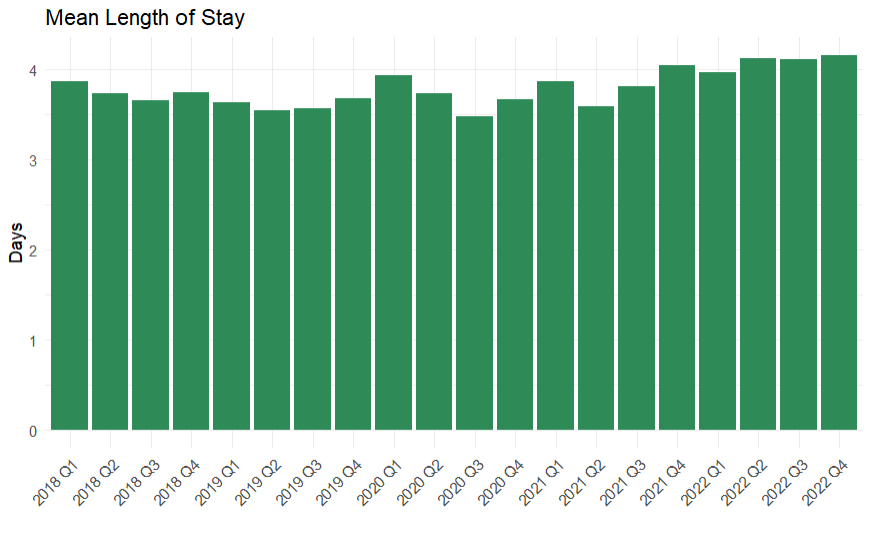 Mean Length of Stay
Days
4
3
2
1
0
2018 Q1
2018 Q2
2018 Q3
2018 Q4
2019 Q1
2019 Q2
2019 Q3
2019 Q4
2020 Q1
2020 Q2
2020 Q3
2020 Q4
2021 Q1
2021 Q2
2021 Q3
2021 Q4
2022 Q1
2022 Q2
2022 Q3
2022 Q4